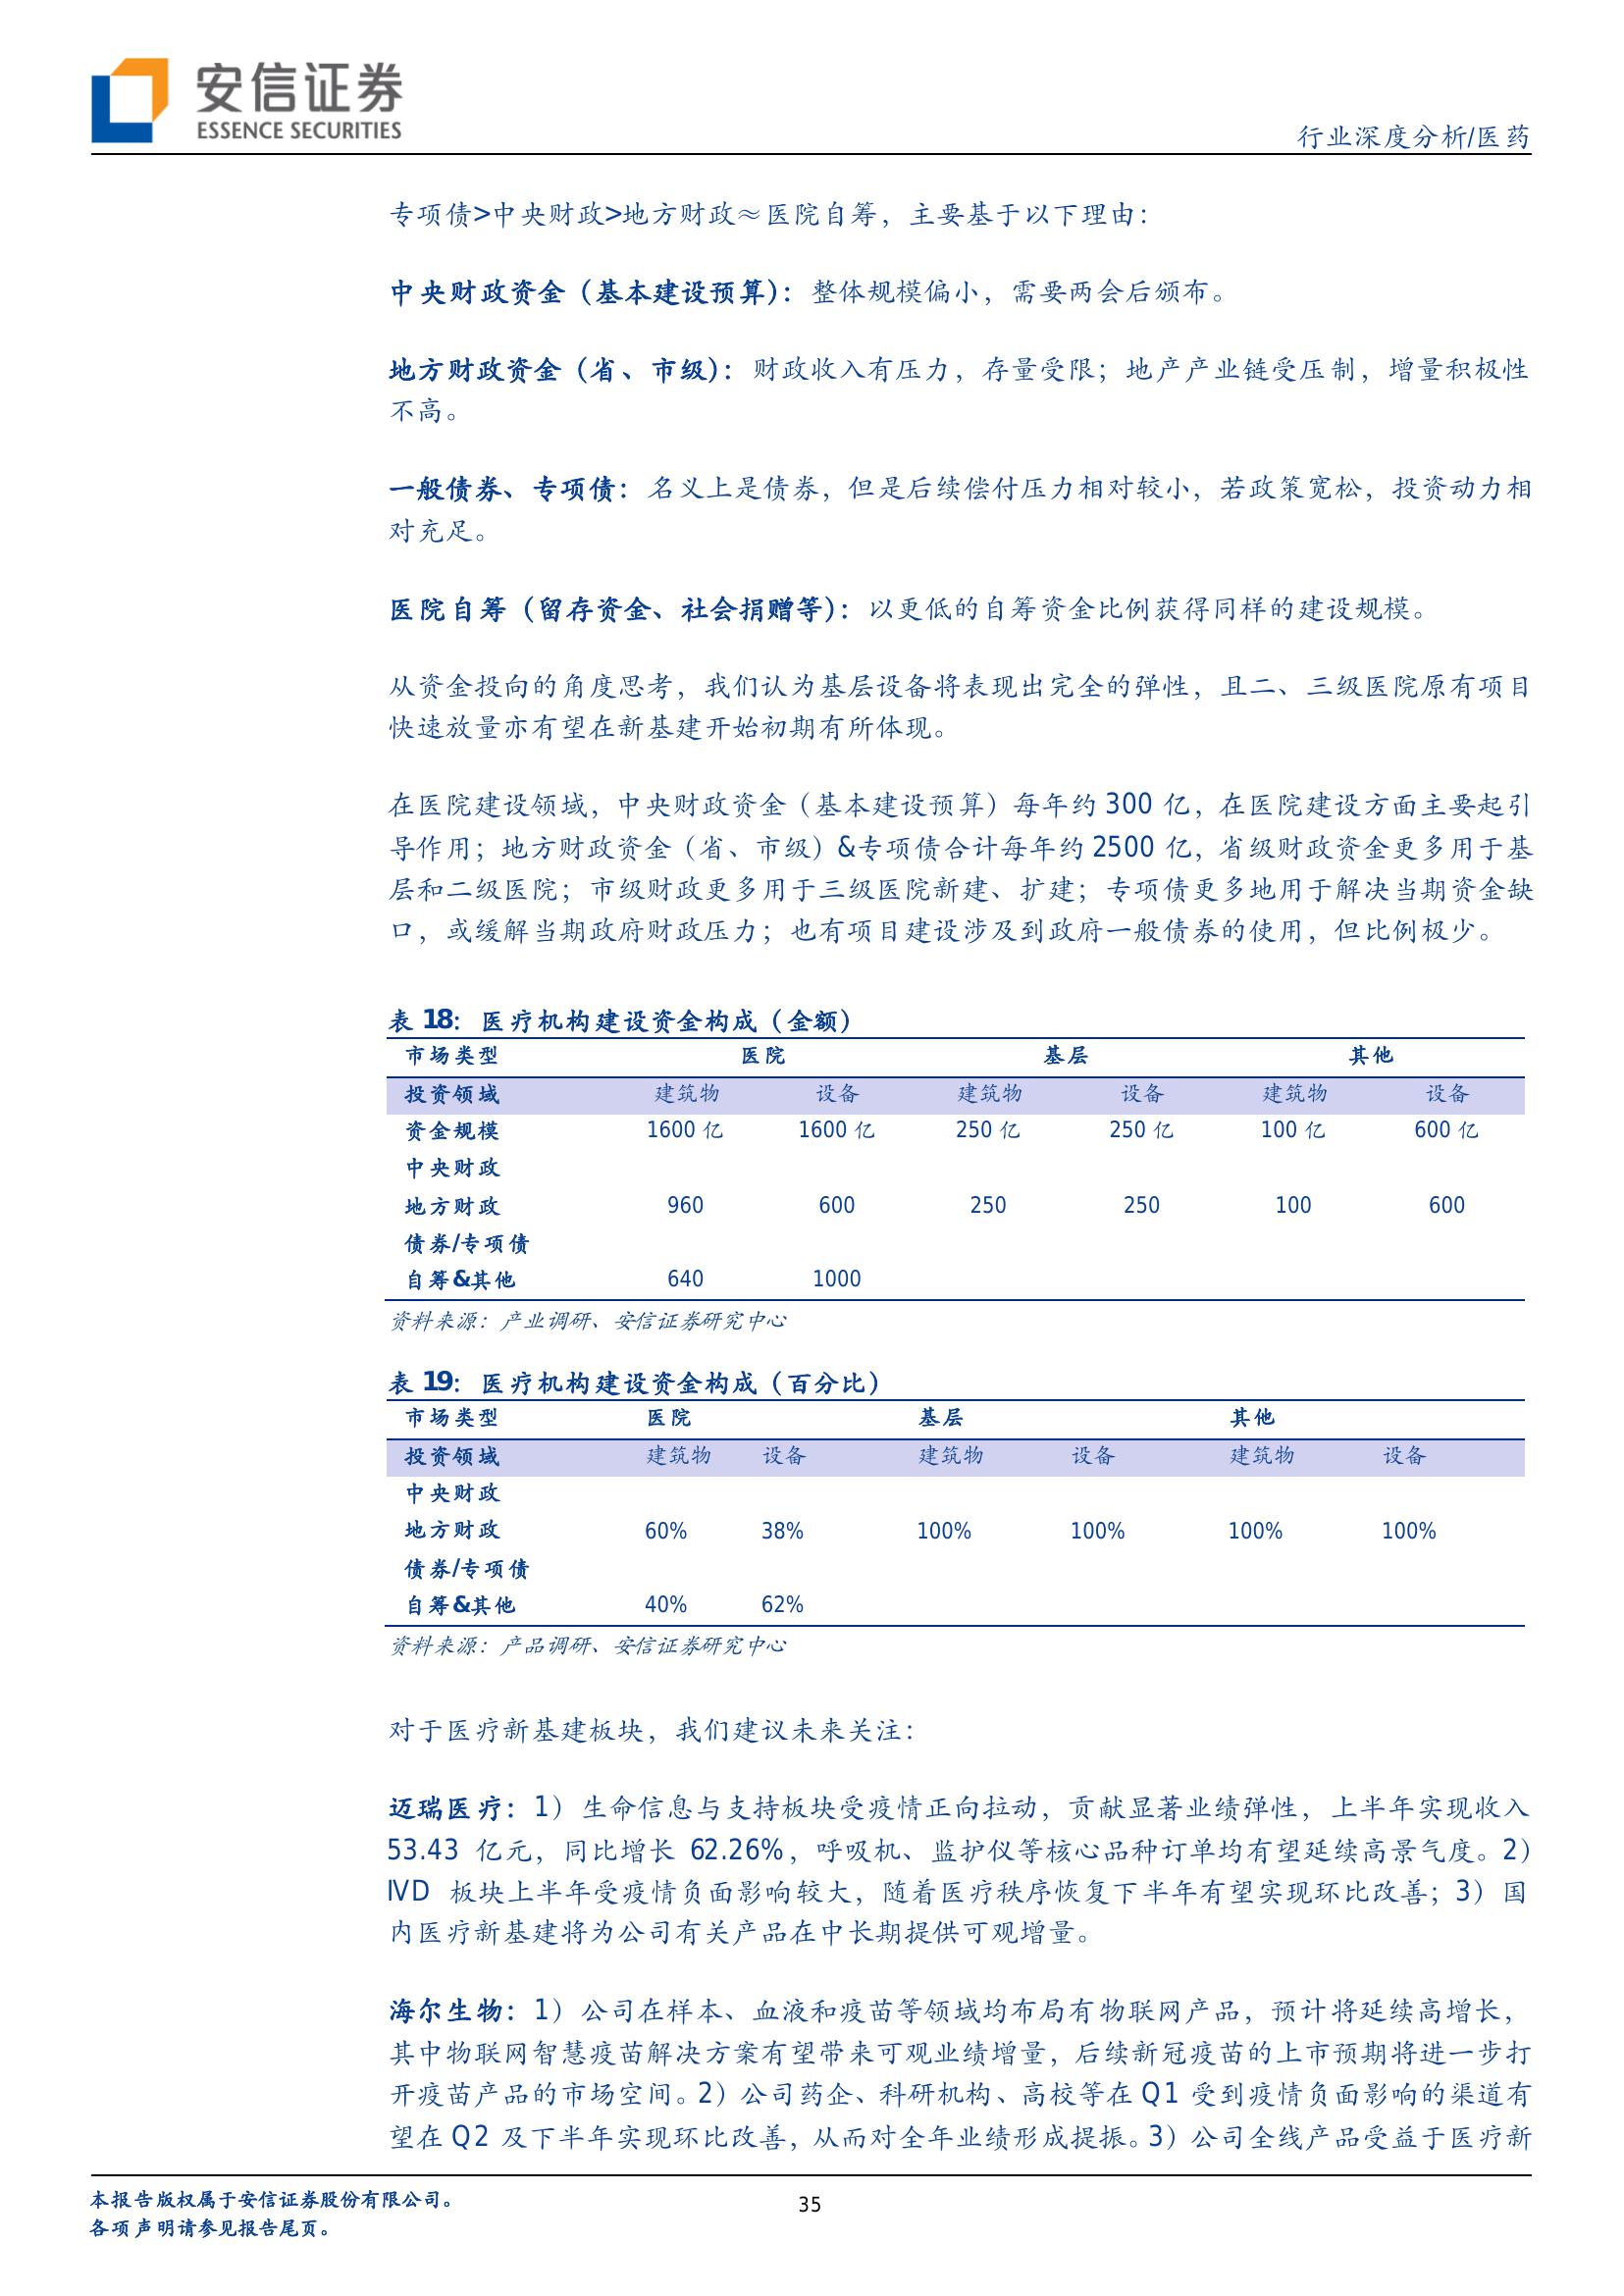 安信证券
ESSENCE SECURITIES
行业深度分析/医药
专项债>中央财政>地方财政≈医院自筹，主要基于以下理由：
中央财政资金（基本建设预算）：整体规模偏小，需要两会后颁布。
地方财政资金（省、市级）：财政收入有压力，存量受限；地产产业链受压制，增量积极性
不高。
一般债券、专项债：名义上是债券，但是后续偿付压力相对较小，若政策宽松，投资动力相
对充足。
医院自筹（留存资金、社会捐赠等）：以更低的自筹资金比例获得同样的建设规模。
从资金投向的角度思考，我们认为基层设备将表现出完全的弹性，且二、三级医院原有项目
快速放量亦有望在新基建开始初期有所体现。
在医院建设领域，中央财政资金（基本建设预算）每年约 300 亿，在医院建设方面主要起引
导作用；地方财政资金（省、市级）&专项债合计每年约 2500 亿，省级财政资金更多用于基
层和二级医院；市级财政更多用于三级医院新建、扩建；专项债更多地用于解决当期资金缺
口，或缓解当期政府财政压力；也有项目建设涉及到政府一般债券的使用，但比例极少。
表 18：医疗机构建设资金构成（金额）
市场类型 医院 基层 其他
投资领域 建筑物 设备 建筑物 设备 建筑物 设备
资金规模 1600 亿 1600 亿 250 亿 250 亿 100 亿 600 亿
中央财政
地方财政 960 600 250 250 100 600
债券/专项债
自筹&其他 640 1000
资料来源：产业调研、安信证券研究中心
表 19：医疗机构建设资金构成（百分比）
市场类型 医院 基层 其他
投资领域 建筑物 设备 建筑物 设备 建筑物 设备
中央财政
地方财政 60% 38% 100% 100% 100% 100%
债券/专项债
自筹&其他 40% 62%
资料来源：产品调研、安信证券研究中心
对于医疗新基建板块，我们建议未来关注：
迈瑞医疗：1）生命信息与支持板块受疫情正向拉动，贡献显著业绩弹性，上半年实现收入
53.43 亿元，同比增长 62.26%，呼吸机、监护仪等核心品种订单均有望延续高景气度。2）
IVD 板块上半年受疫情负面影响较大，随着医疗秩序恢复下半年有望实现环比改善；3）国
内医疗新基建将为公司有关产品在中长期提供可观增量。
海尔生物：1）公司在样本、血液和疫苗等领域均布局有物联网产品，预计将延续高增长，
其中物联网智慧疫苗解决方案有望带来可观业绩增量，后续新冠疫苗的上市预期将进一步打
开疫苗产品的市场空间。2）公司药企、科研机构、高校等在 Q1 受到疫情负面影响的渠道有
望在 Q2 及下半年实现环比改善，从而对全年业绩形成提振。3）公司全线产品受益于医疗新
本报告版权属于安信证券股份有限公司。
35
各项声明请参见报告尾页。